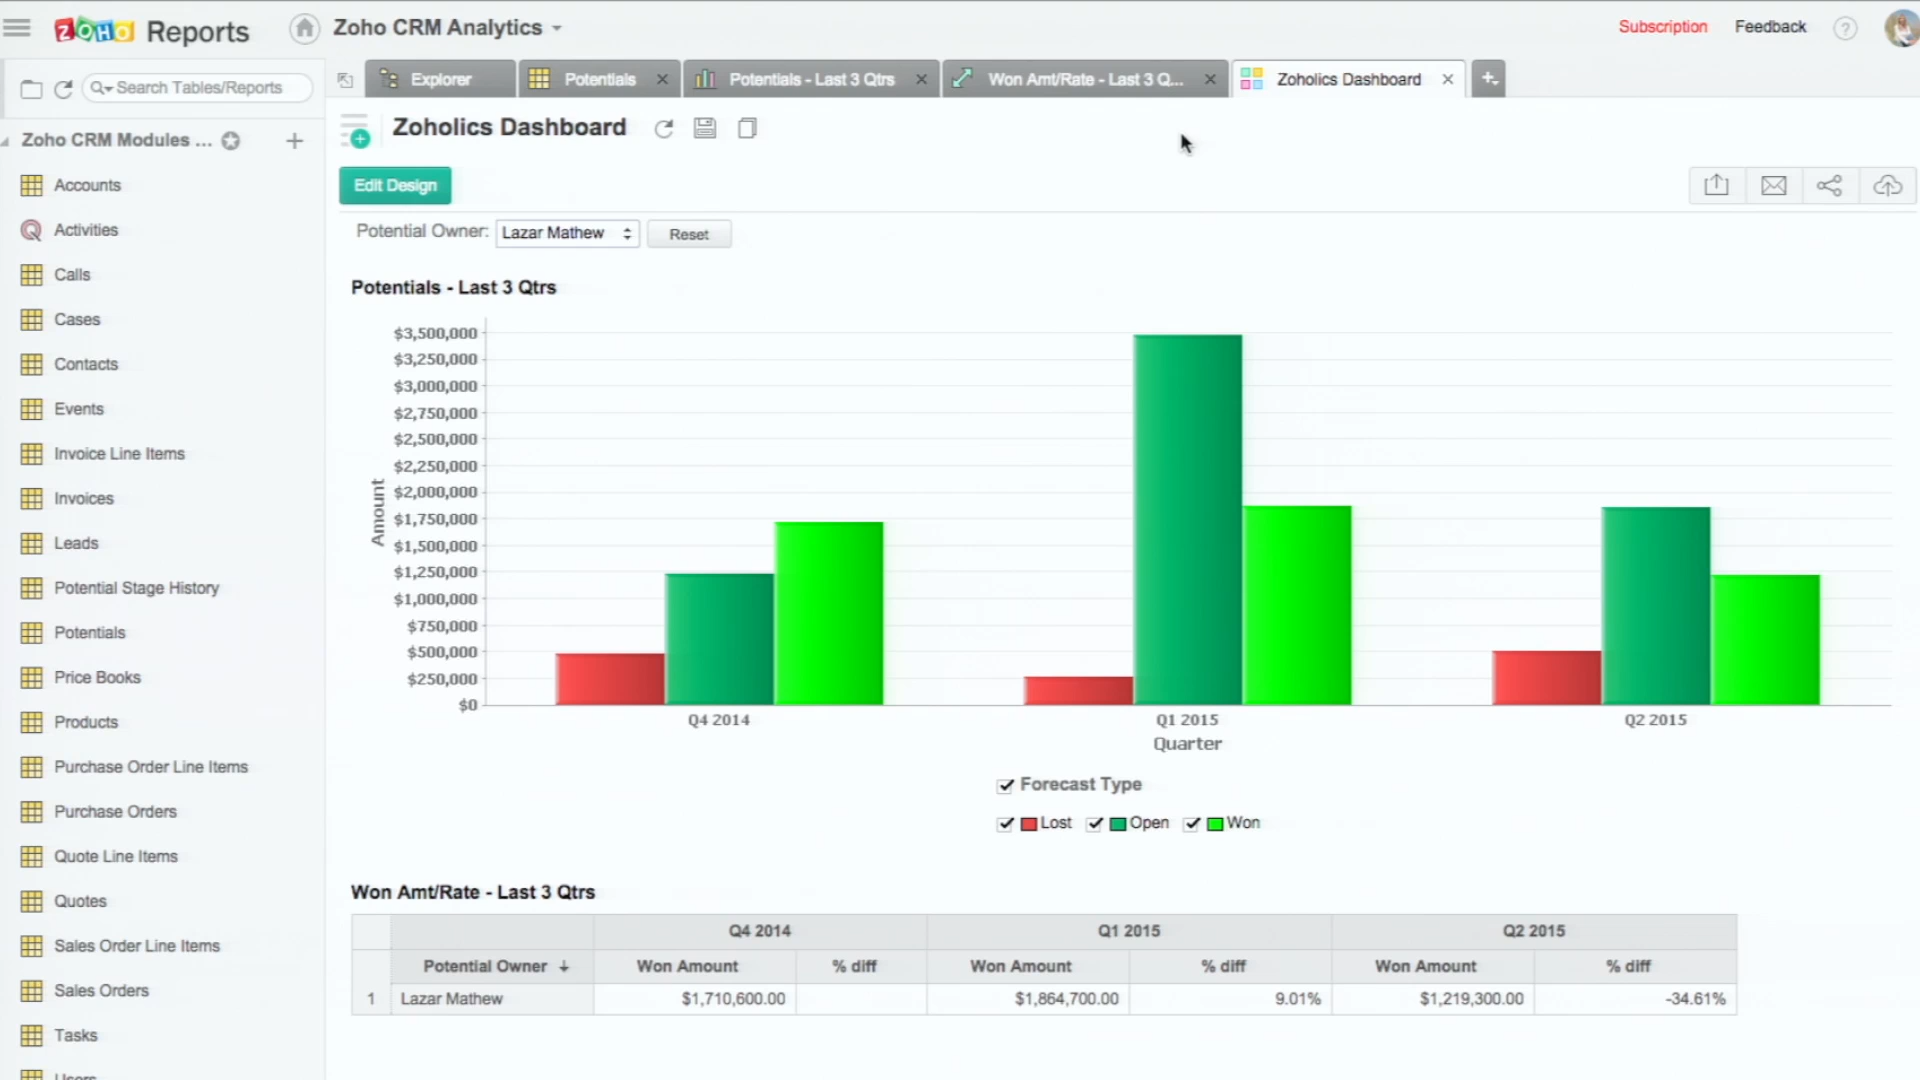 ZOHO Reports
Zoho CRM Analytics
Subscription
Feedback
?
Search Tables/Reports
Explorer
Potentials
Potentials - Last 3 Qtrs
Won Amt/Rate - Last 3 Q...
Zoholics Dashboard
Zoho CRM Modules ...
Accounts
Activities
Calls
Cases
Contacts
Events
Invoice Line Items
Invoices
Leads
Potential Stage History
Potentials
Price Books
Products
Purchase Order Line Items
Purchase Orders
Quote Line Items
Quotes
Sales Order Line Items
Sales Orders
Tasks
Users
Zoholics Dashboard
Edit Design
Potential Owner: Lazar Mathew Reset
Potentials - Last 3 Qtrs
$3,500,000
$3,250,000
$3,000,000
$2,750,000
$2,500,000
$2,250,000
$2,000,000
$1,750,000
$1,500,000
$1,250,000
$1,000,000
$750,000
$500,000
$250,000
$0
Amount
Q4 2014 Q1 2015 Q2 2015
Quarter
Forecast Type
Lost Open Won
Won Amt/Rate - Last 3 Qtrs
Q4 2014 Q1 2015 Q2 2015
Potential Owner Won Amount % diff Won Amount % diff Won Amount % diff
1 Lazar Mathew $1,710,600.00 $1,864,700.00 9.01% $1,219,300.00 -34.61%